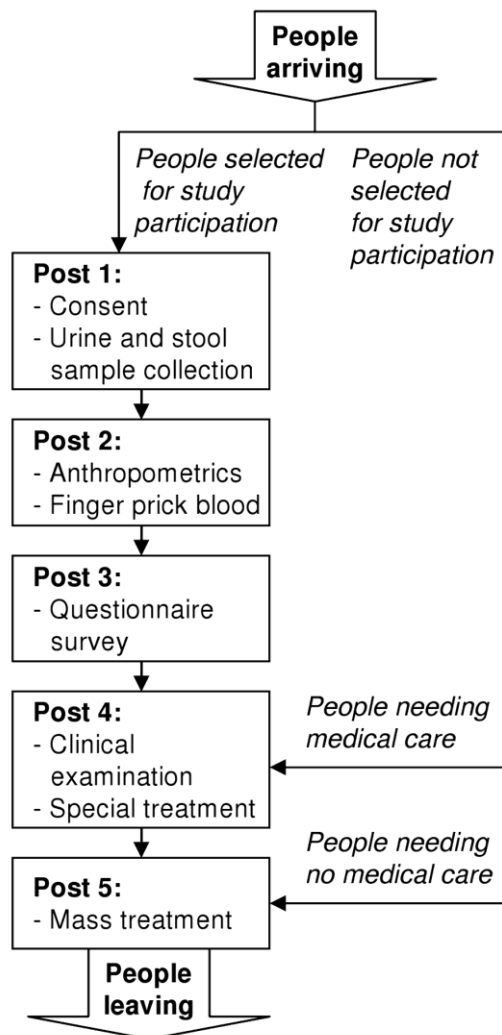 People
arriving
People selected
for study
participation
People not
selected
for study
participation
Post 1:
- Consent
- Urine and stool
sample collection
Post 2:
- Anthropometrics
- Finger prick blood
Post 3:
- Questionnaire
survey
Post 4:
- Clinical
examination
- Special treatment
People needing
medical care
People needing
no medical care
Post 5:
- Mass treatment
People
leaving